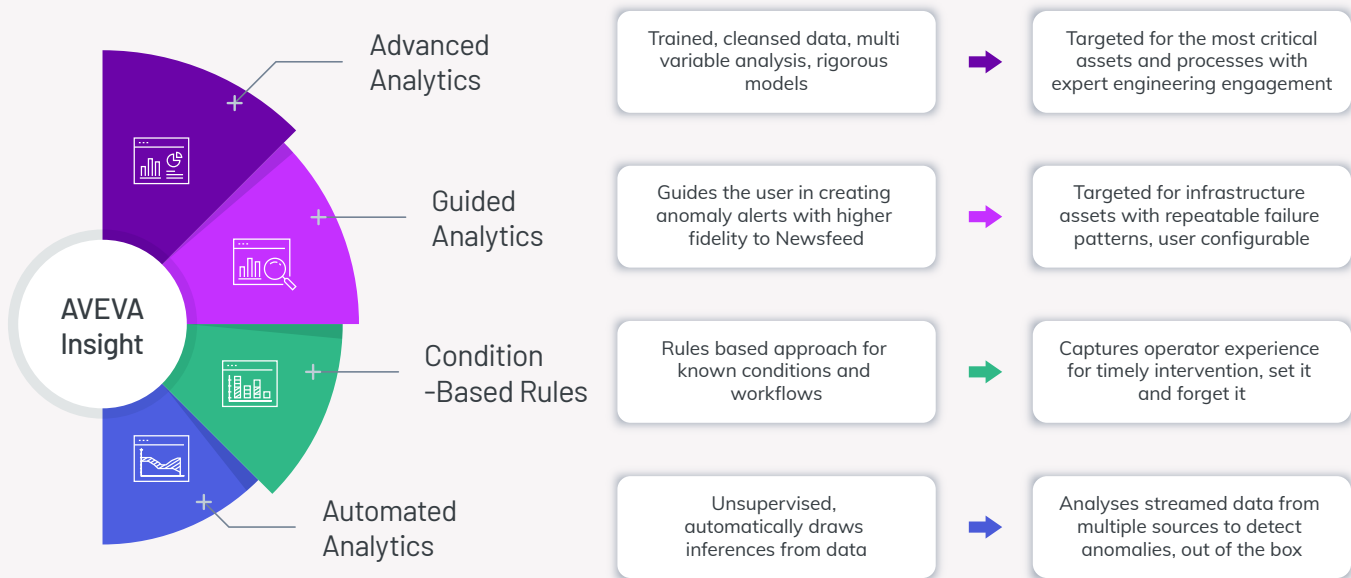 AVEVA
Insight
Advanced
Analytics
Trained, cleansed data, multi
variable analysis, rigorous
models
Targeted for the most critical
assets and processes with
expert engineering engagement
Guided
Analytics
Guides the user in creating
anomaly alerts with higher
fidelity to Newsfeed
Targeted for infrastructure
assets with repeatable failure
patterns, user configurable
Condition
-Based Rules
Rules based approach for
known conditions and
workflows
Captures operator experience
for timely intervention, set it
and forget it
Automated
Analytics
Unsupervised,
automatically draws
inferences from data
Analyses streamed data from
multiple sources to detect
anomalies, out of the box